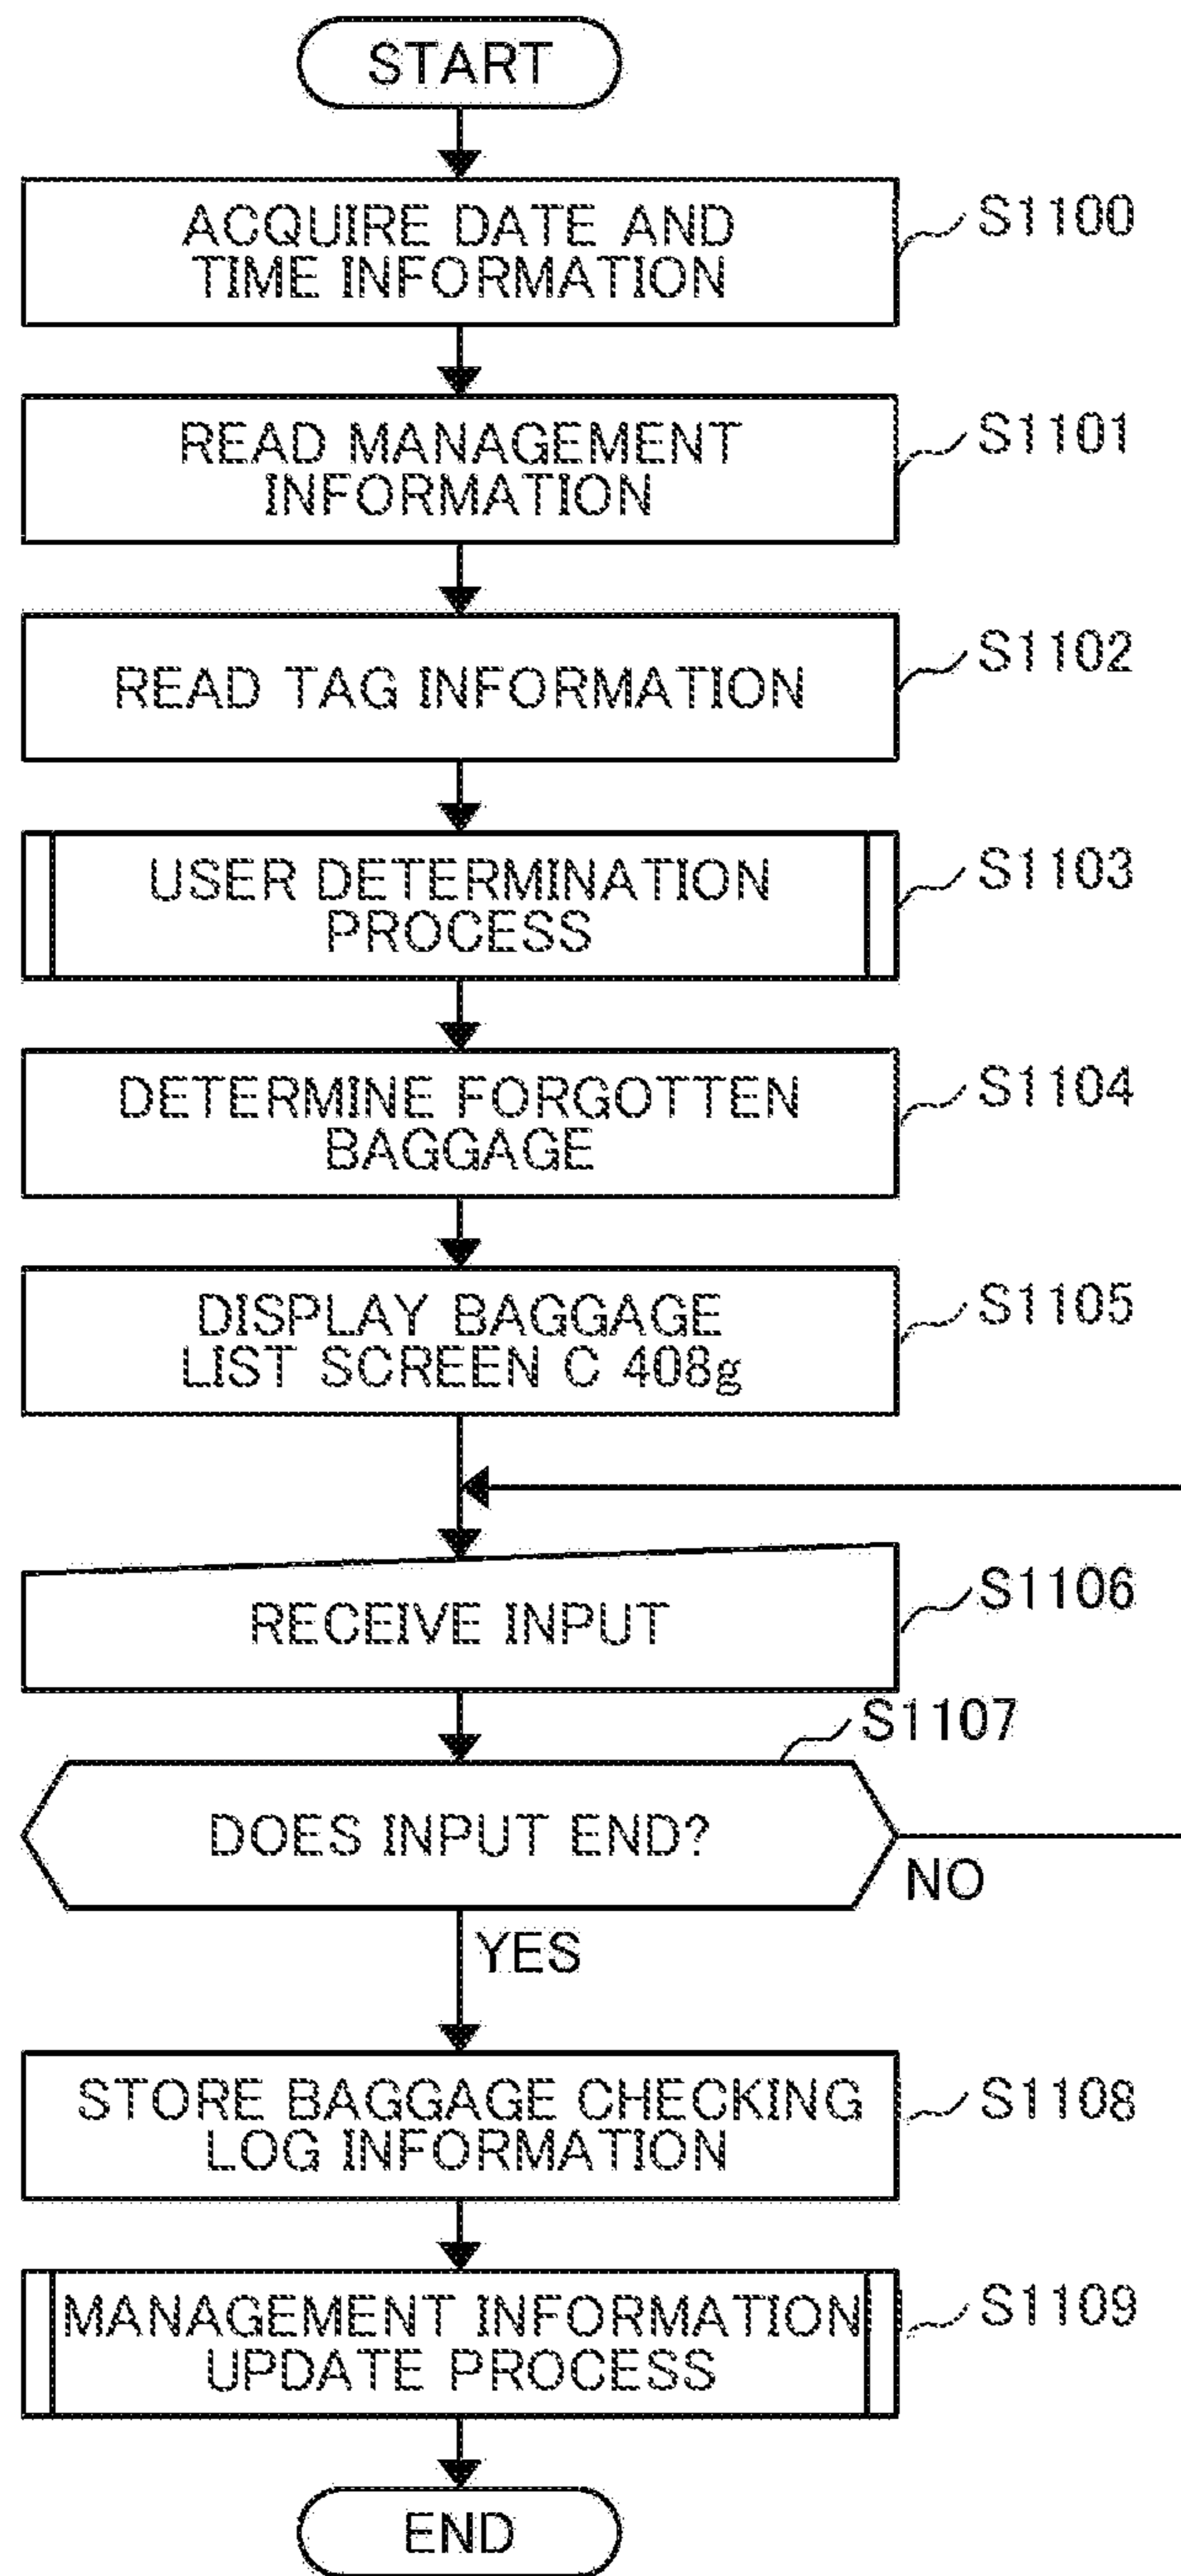 START
ACQUIRE DATE AND
TIME INFORMATION
S1100
READ MANAGEMENT
INFORMATION
S1101
READ TAG INFORMATION
S1102
USER DETERMINATION
PROCESS
S1103
DETERMINE FORGOTTEN
BAGGAGE
S1104
DISPLAY BAGGAGE
LIST SCREEN C 408g
S1105
RECEIVE INPUT
S1106
S1107
DOES INPUT END?
NO
YES
STORE BAGGAGE CHECKING
LOG INFORMATION
S1108
MANAGEMENT INFORMATION
UPDATE PROCESS
S1109
END